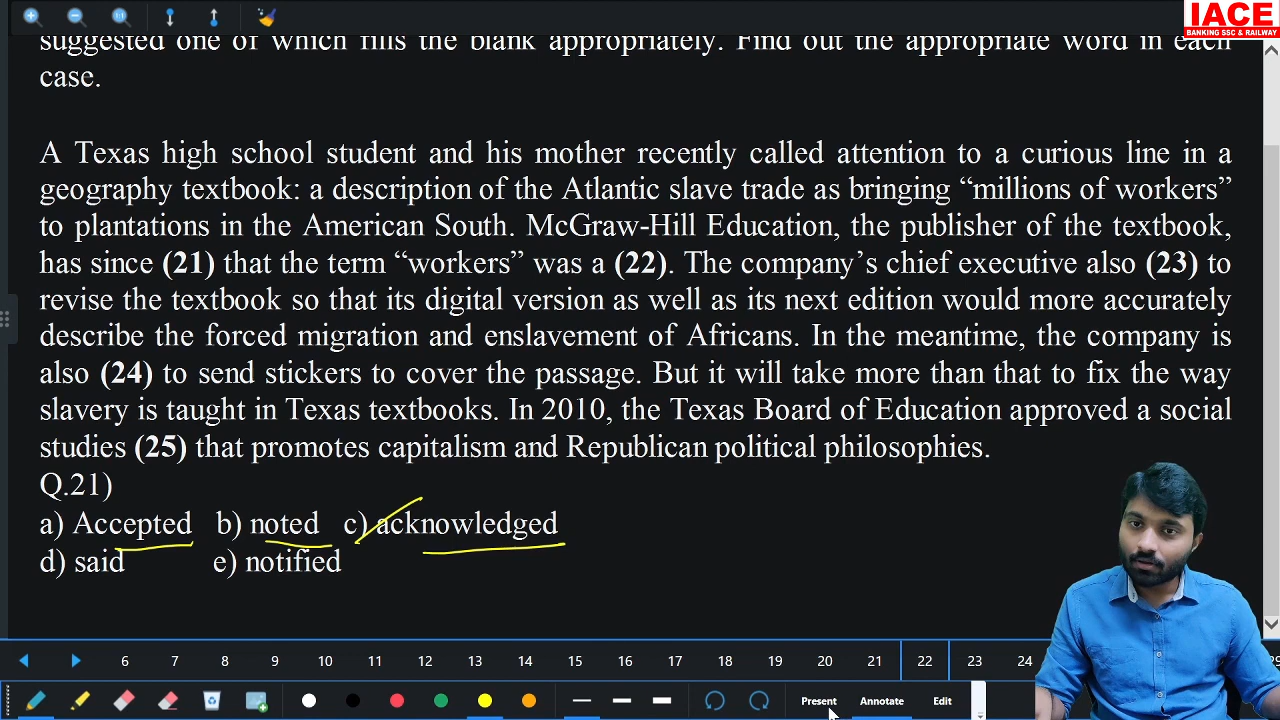 IACE
BANKING SSC & RAILWAY
suggested one of which fills the blank appropriately. Find out the appropriate word in each
case.
A Texas high school student and his mother recently called attention to a curious line in a
geography textbook: a description of the Atlantic slave trade as bringing “millions of workers”
to plantations in the American South. McGraw-Hill Education, the publisher of the textbook,
has since (21) that the term “workers” was a (22). The company’s chief executive also (23) to
revise the textbook so that its digital version as well as its next edition would more accurately
describe the forced migration and enslavement of Africans. In the meantime, the company is
also (24) to send stickers to cover the passage. But it will take more than that to fix the way
slavery is taught in Texas textbooks. In 2010, the Texas Board of Education approved a social
studies (25) that promotes capitalism and Republican political philosophies.
Q.21)
a) Accepted b) noted c) acknowledged
d) said e) notified
6 7 8 9 10 11 12 13 14 15 16 17 18 19 20 21 22 23 24
Present Annotate Edit